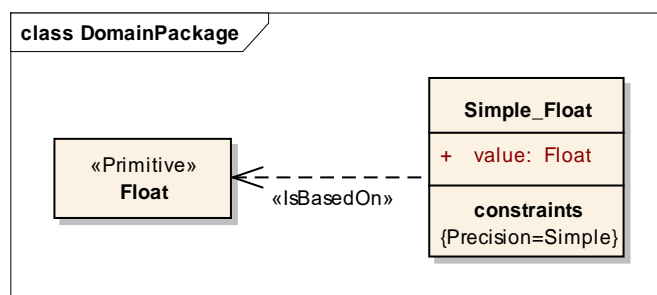 class DomainPackage
Simple_Float
+ value: Float
constraints
{Precision=Simple}
«Primitive»
Float
«IsBasedOn»